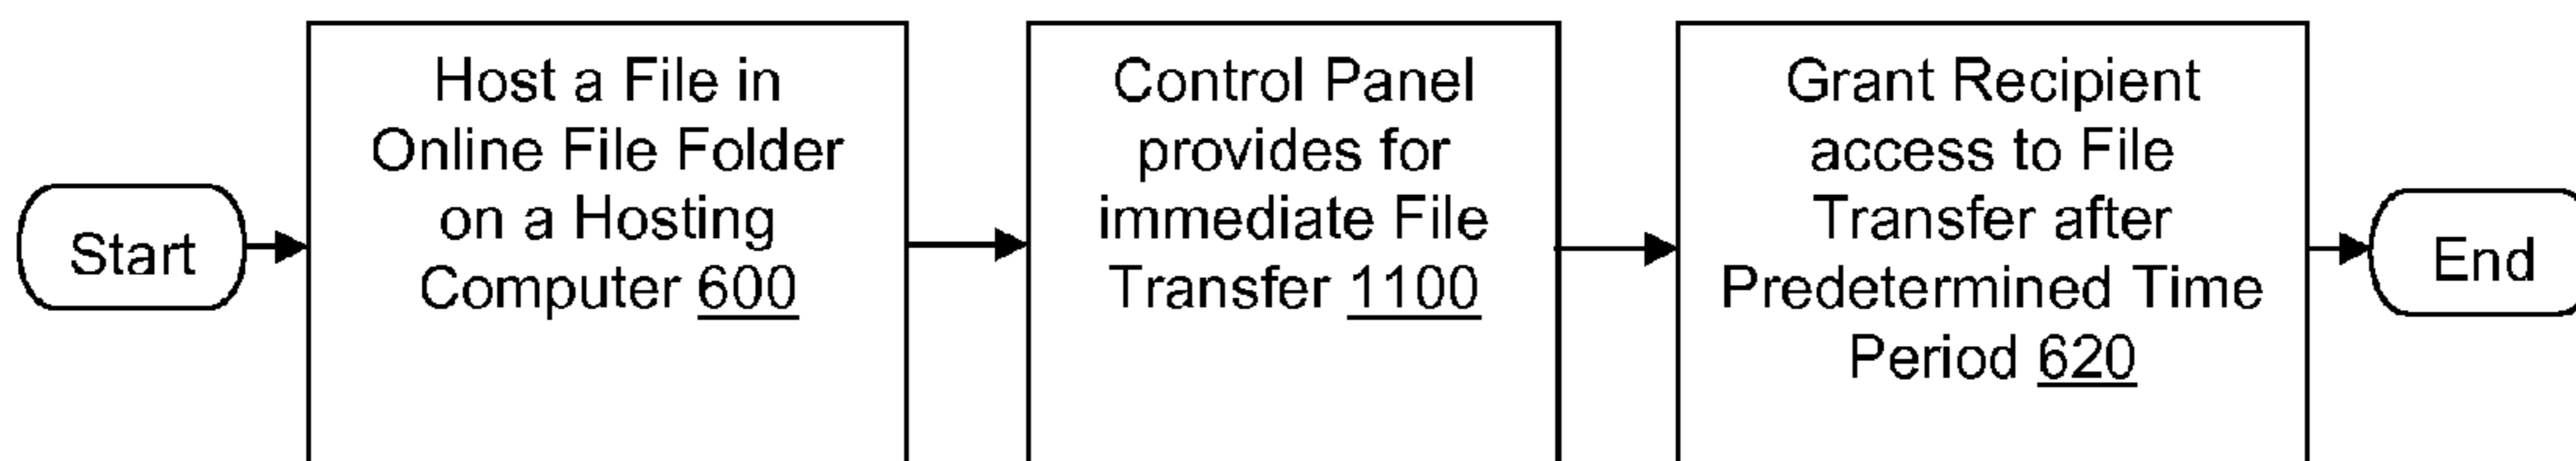 Start
Host a File in
Online File Folder
on a Hosting
Computer 600
Control Panel
provides for
immediate File
Transfer 1100
Grant Recipient
access to File
Transfer after
Predetermined Time
Period 620
End